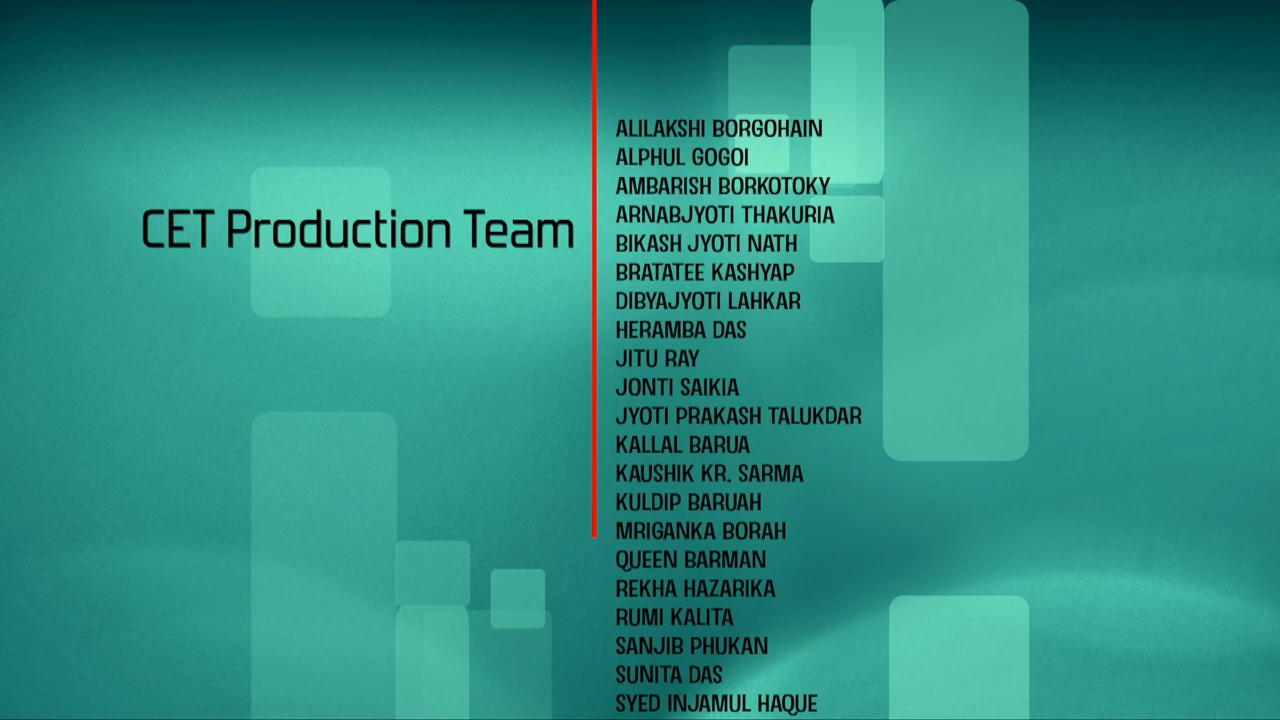 CET Production Team
ALILAKSHI BORGOHAIN
ALPHUL GOGOI
AMBARISH BORKOTOKY
ARNABJYOTI THAKURIA
BIKASH JYOTI NATH
BRATATEE KASHYAP
DIBYAJYOTI LAHKAR
HERAMBA DAS
JITU RAY
JONTI SAIKIA
JYOTI PRAKASH TALUKDAR
KALLAL BARUA
KAUSHIK KR. SARMA
KULDIP BARUAH
MRIGANKA BORAH
QUEEN BARMAN
REKHA HAZARIKA
RUMI KALITA
SANJIB PHUKAN
SUNITA DAS
SYED INJAMUL HAQUE